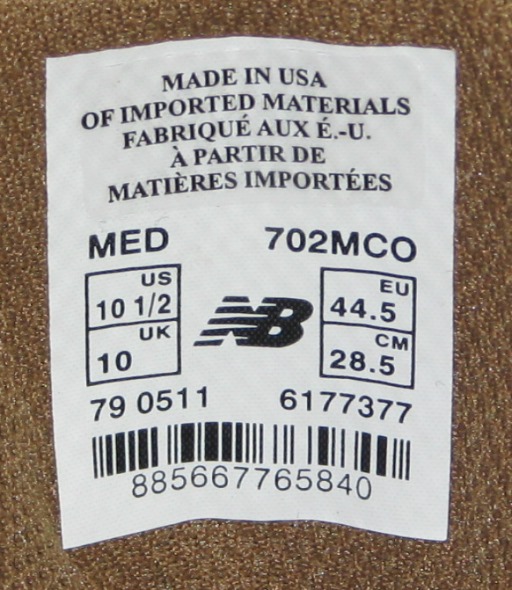 MADE IN USA
OF IMPORTED MATERIALS
FABRIQUÉ AUX É.-U.
À PARTIR DE
MATIÈRES IMPORTÉES
MED 702MCO
US
10 1/2
UK
10
NB
EU
44.5
CM
28.5
79 0511 6177377
885667765840